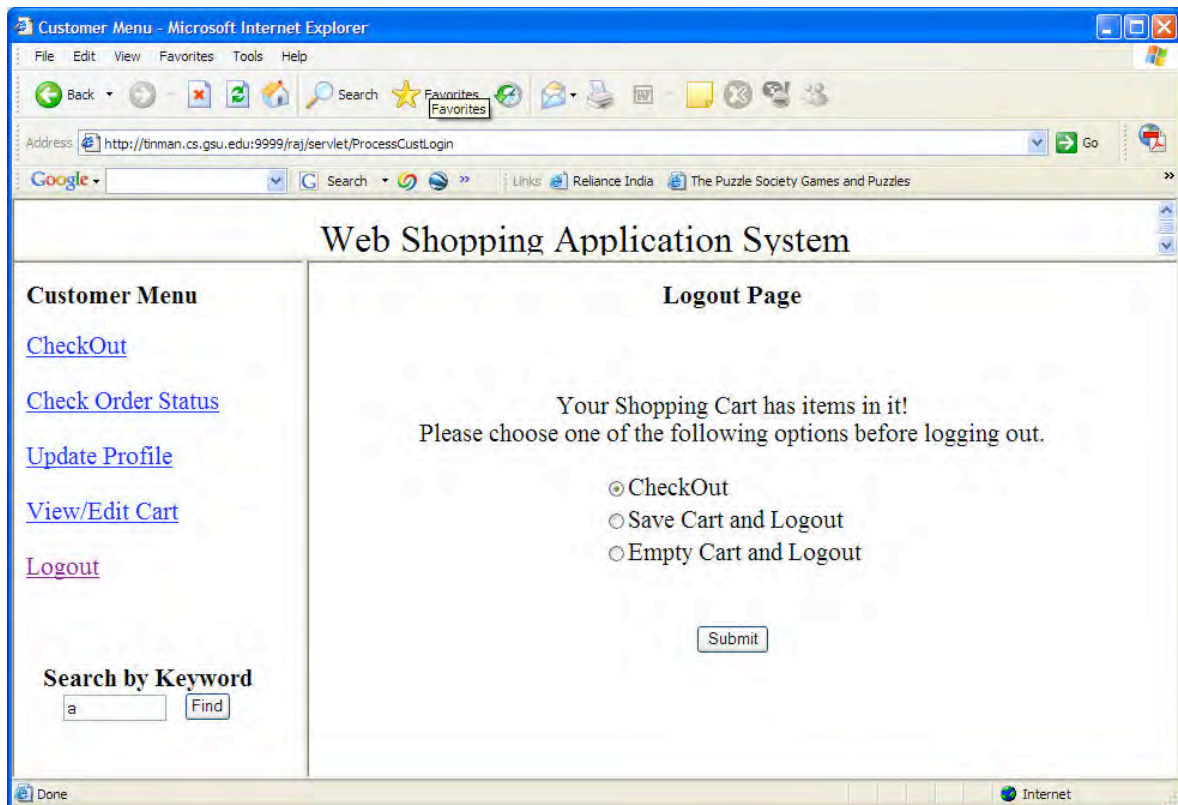 Customer Menu - Microsoft Internet Explorer
File Edit View Favorites Tools Help
Back Search Favorites
Favorites
Address http://tinman.cs.gsu.edu:9999/raj/servlet/ProcessCustLogin Go
Google Search » Links Reliance India The Puzzle Society Games and Puzzles »
Web Shopping Application System
Customer Menu
CheckOut
Check Order Status
Update Profile
View/Edit Cart
Logout
Search by Keyword
a Find
Logout Page
Your Shopping Cart has items in it!
Please choose one of the following options before logging out.
CheckOut
Save Cart and Logout
Empty Cart and Logout
Submit
Done Internet